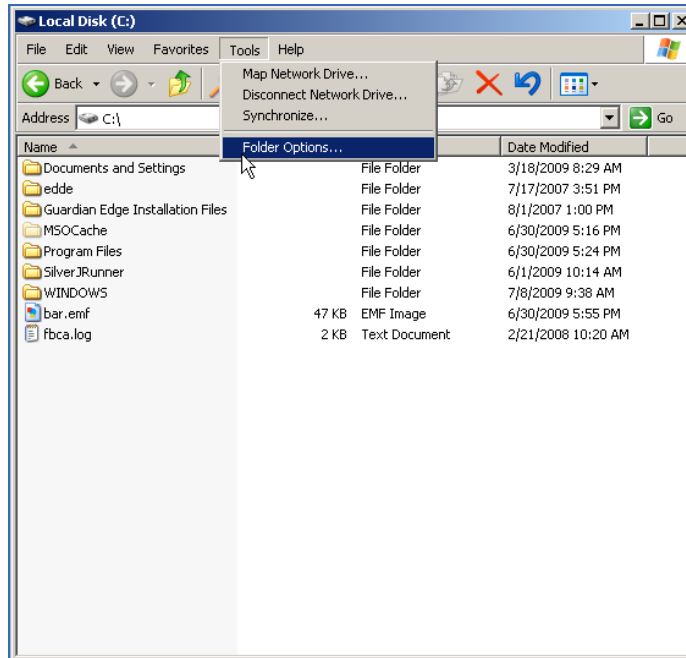 Local Disk (C:)
File Edit View Favorites Tools Help
Back
Map Network Drive...
Disconnect Network Drive...
Synchronize...
Folder Options...
Address C:\ Go
Name Date Modified
Documents and Settings File Folder 3/18/2009 8:29 AM
edde File Folder 7/17/2007 3:51 PM
Guardian Edge Installation Files File Folder 8/1/2007 1:00 PM
MSOCache File Folder 6/30/2009 5:16 PM
Program Files File Folder 6/30/2009 5:24 PM
SilverJRunner File Folder 6/1/2009 10:14 AM
WINDOWS File Folder 7/8/2009 9:38 AM
bar.emf 47 KB EMF Image 6/30/2009 5:55 PM
fbca.log 2 KB Text Document 2/21/2008 10:20 AM